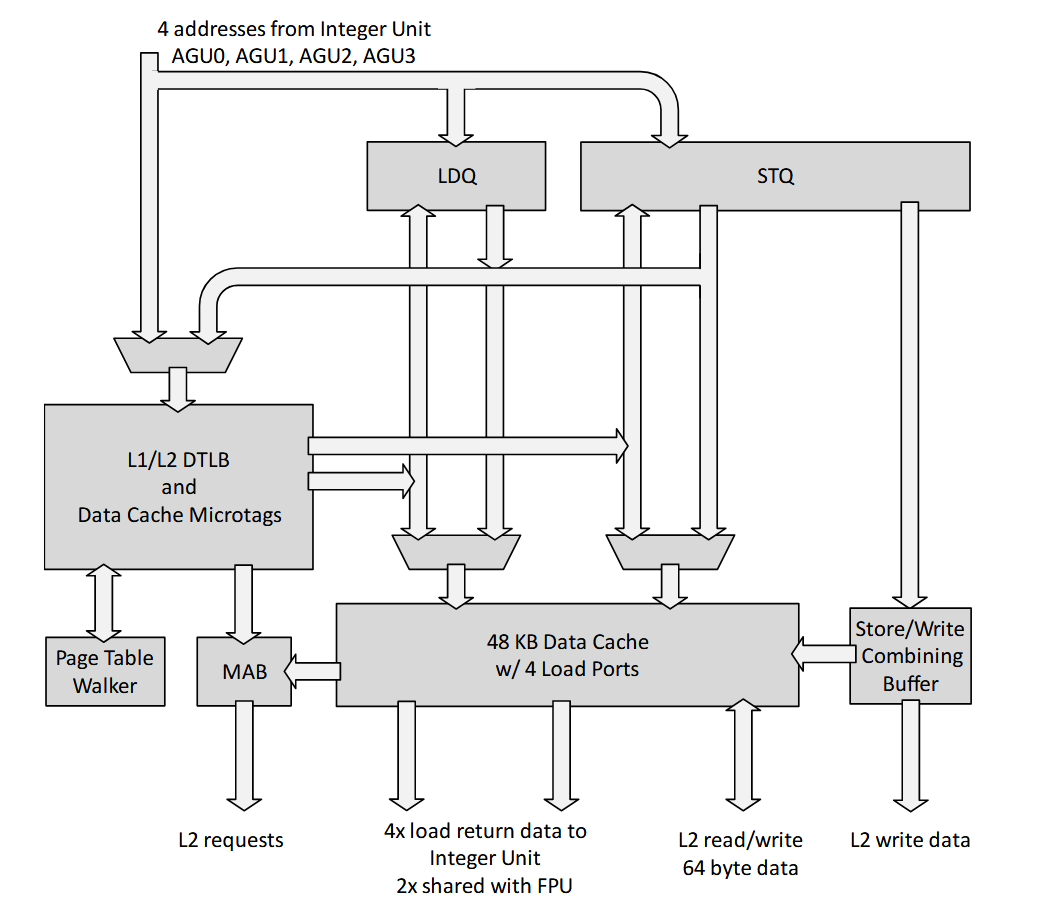 4 addresses from Integer Unit
AGU0, AGU1, AGU2, AGU3
LDQ
STQ
L1/L2 DTLB
and
Data Cache Microtags
48 KB Data Cache
w/ 4 Load Ports
Store/Write
Combining
Buffer
Page Table
Walker
MAB
L2 requests
4x load return data to
Integer Unit
2x shared with FPU
L2 read/write
64 byte data
L2 write data